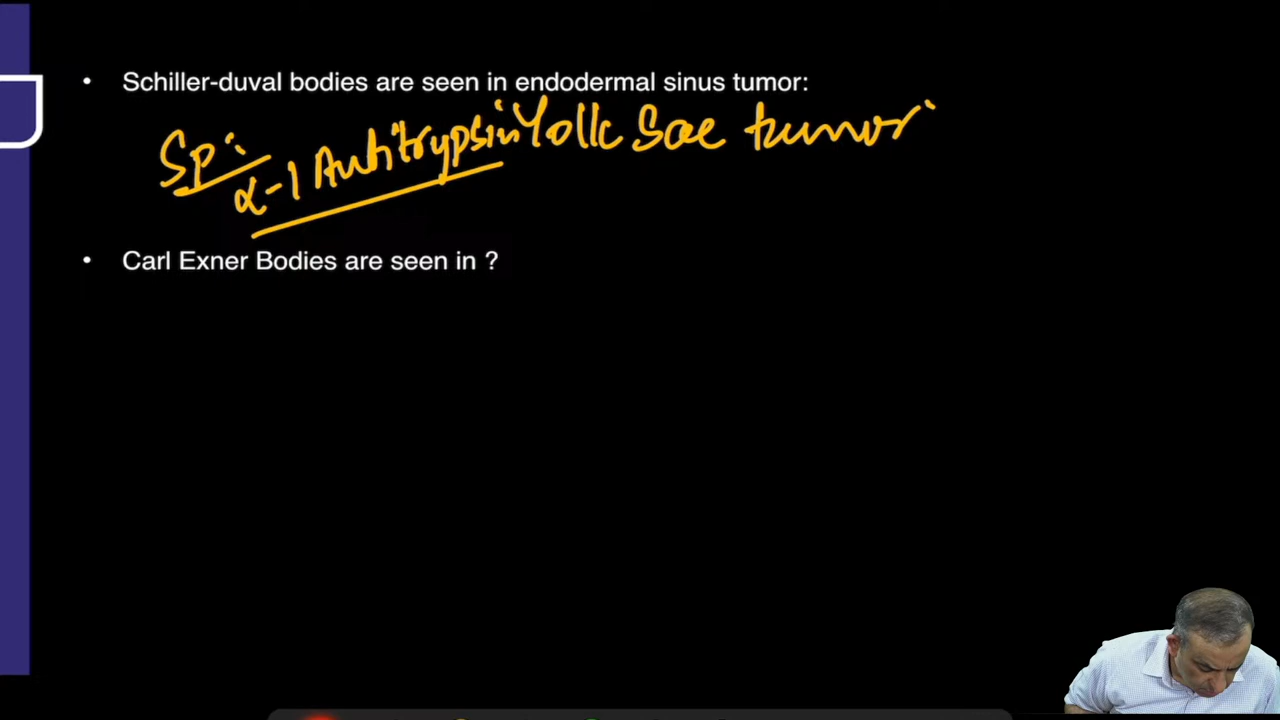 • Schiller-duval bodies are seen in endodermal sinus tumor:
Yolk Sac tumor
Sp:
α-1 Antitrypsin
• Carl Exner Bodies are seen in ?